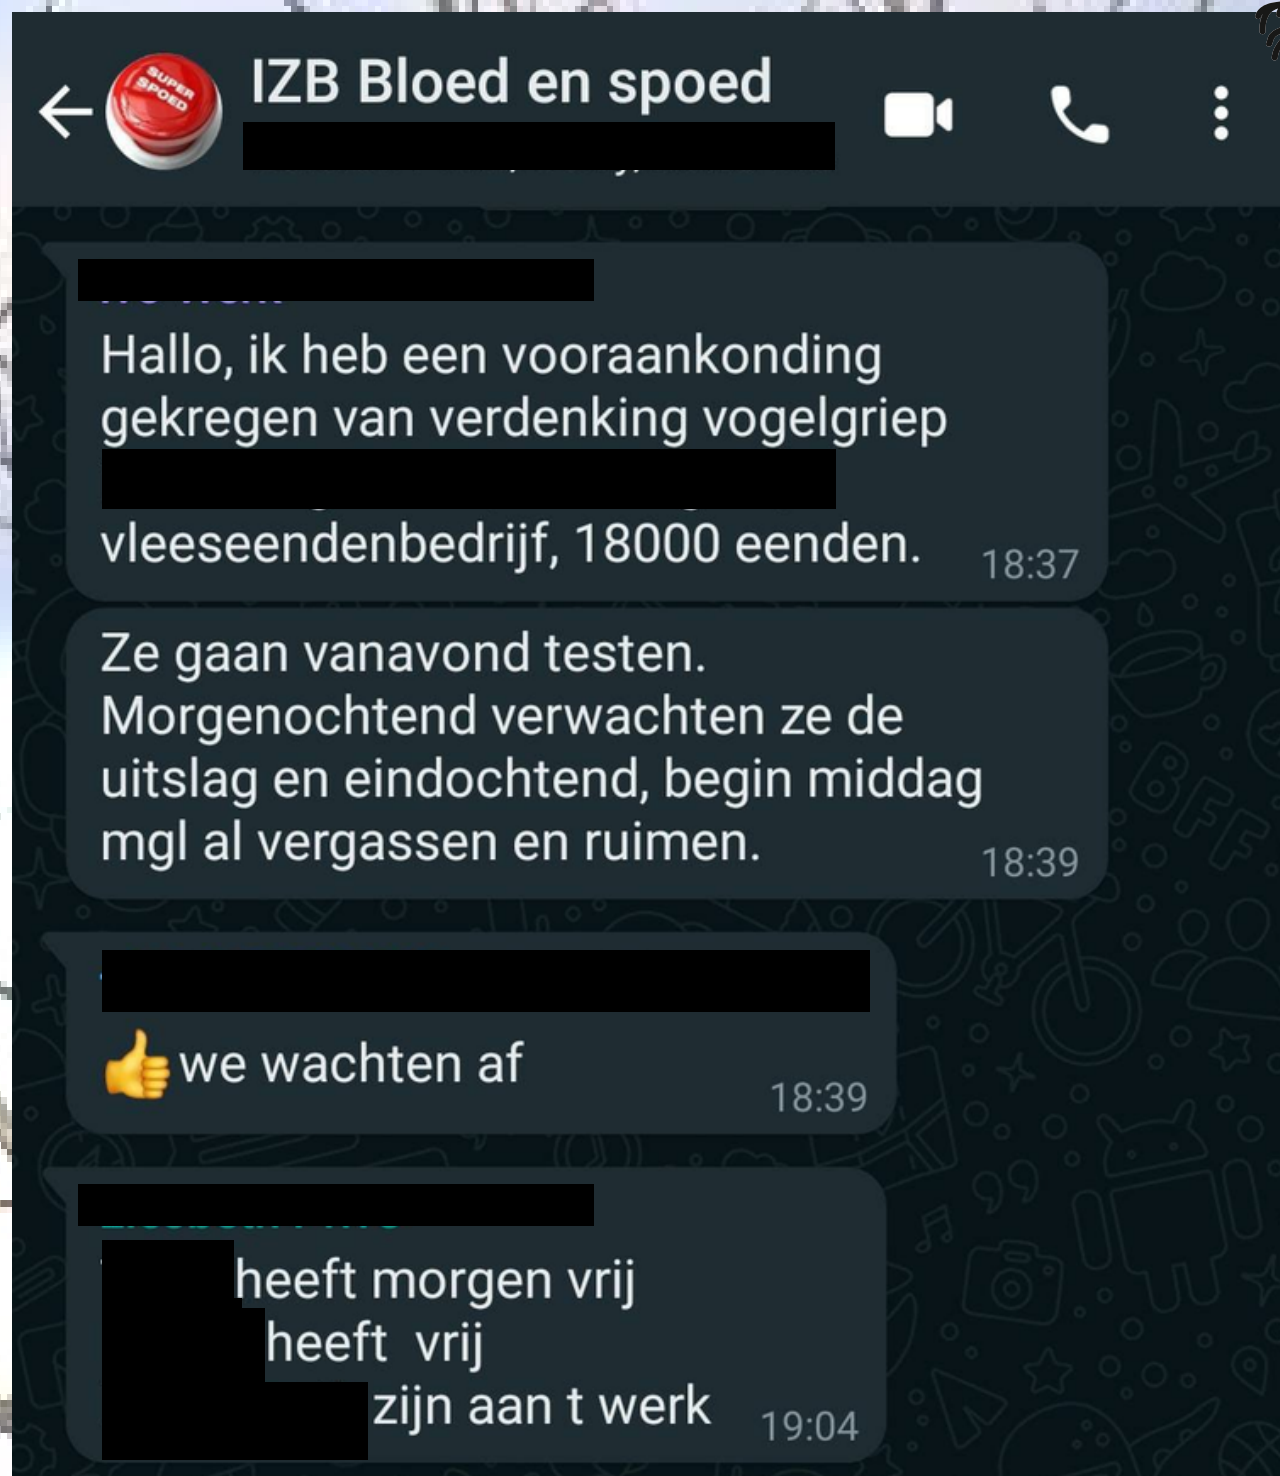 SUPER
SPOED
IZB Bloed en spoed
Hallo, ik heb een vooraankonding
gekregen van verdenking vogelgriep
vleeseendenbedrijf, 18000 eenden.
18:37
Ze gaan vanavond testen.
Morgenochtend verwachten ze de
uitslag en eindochtend, begin middag
mgl al vergassen en ruimen.
18:39
👍we wachten af
18:39
heeft morgen vrij
heeft vrij
zijn aan t werk
19:04